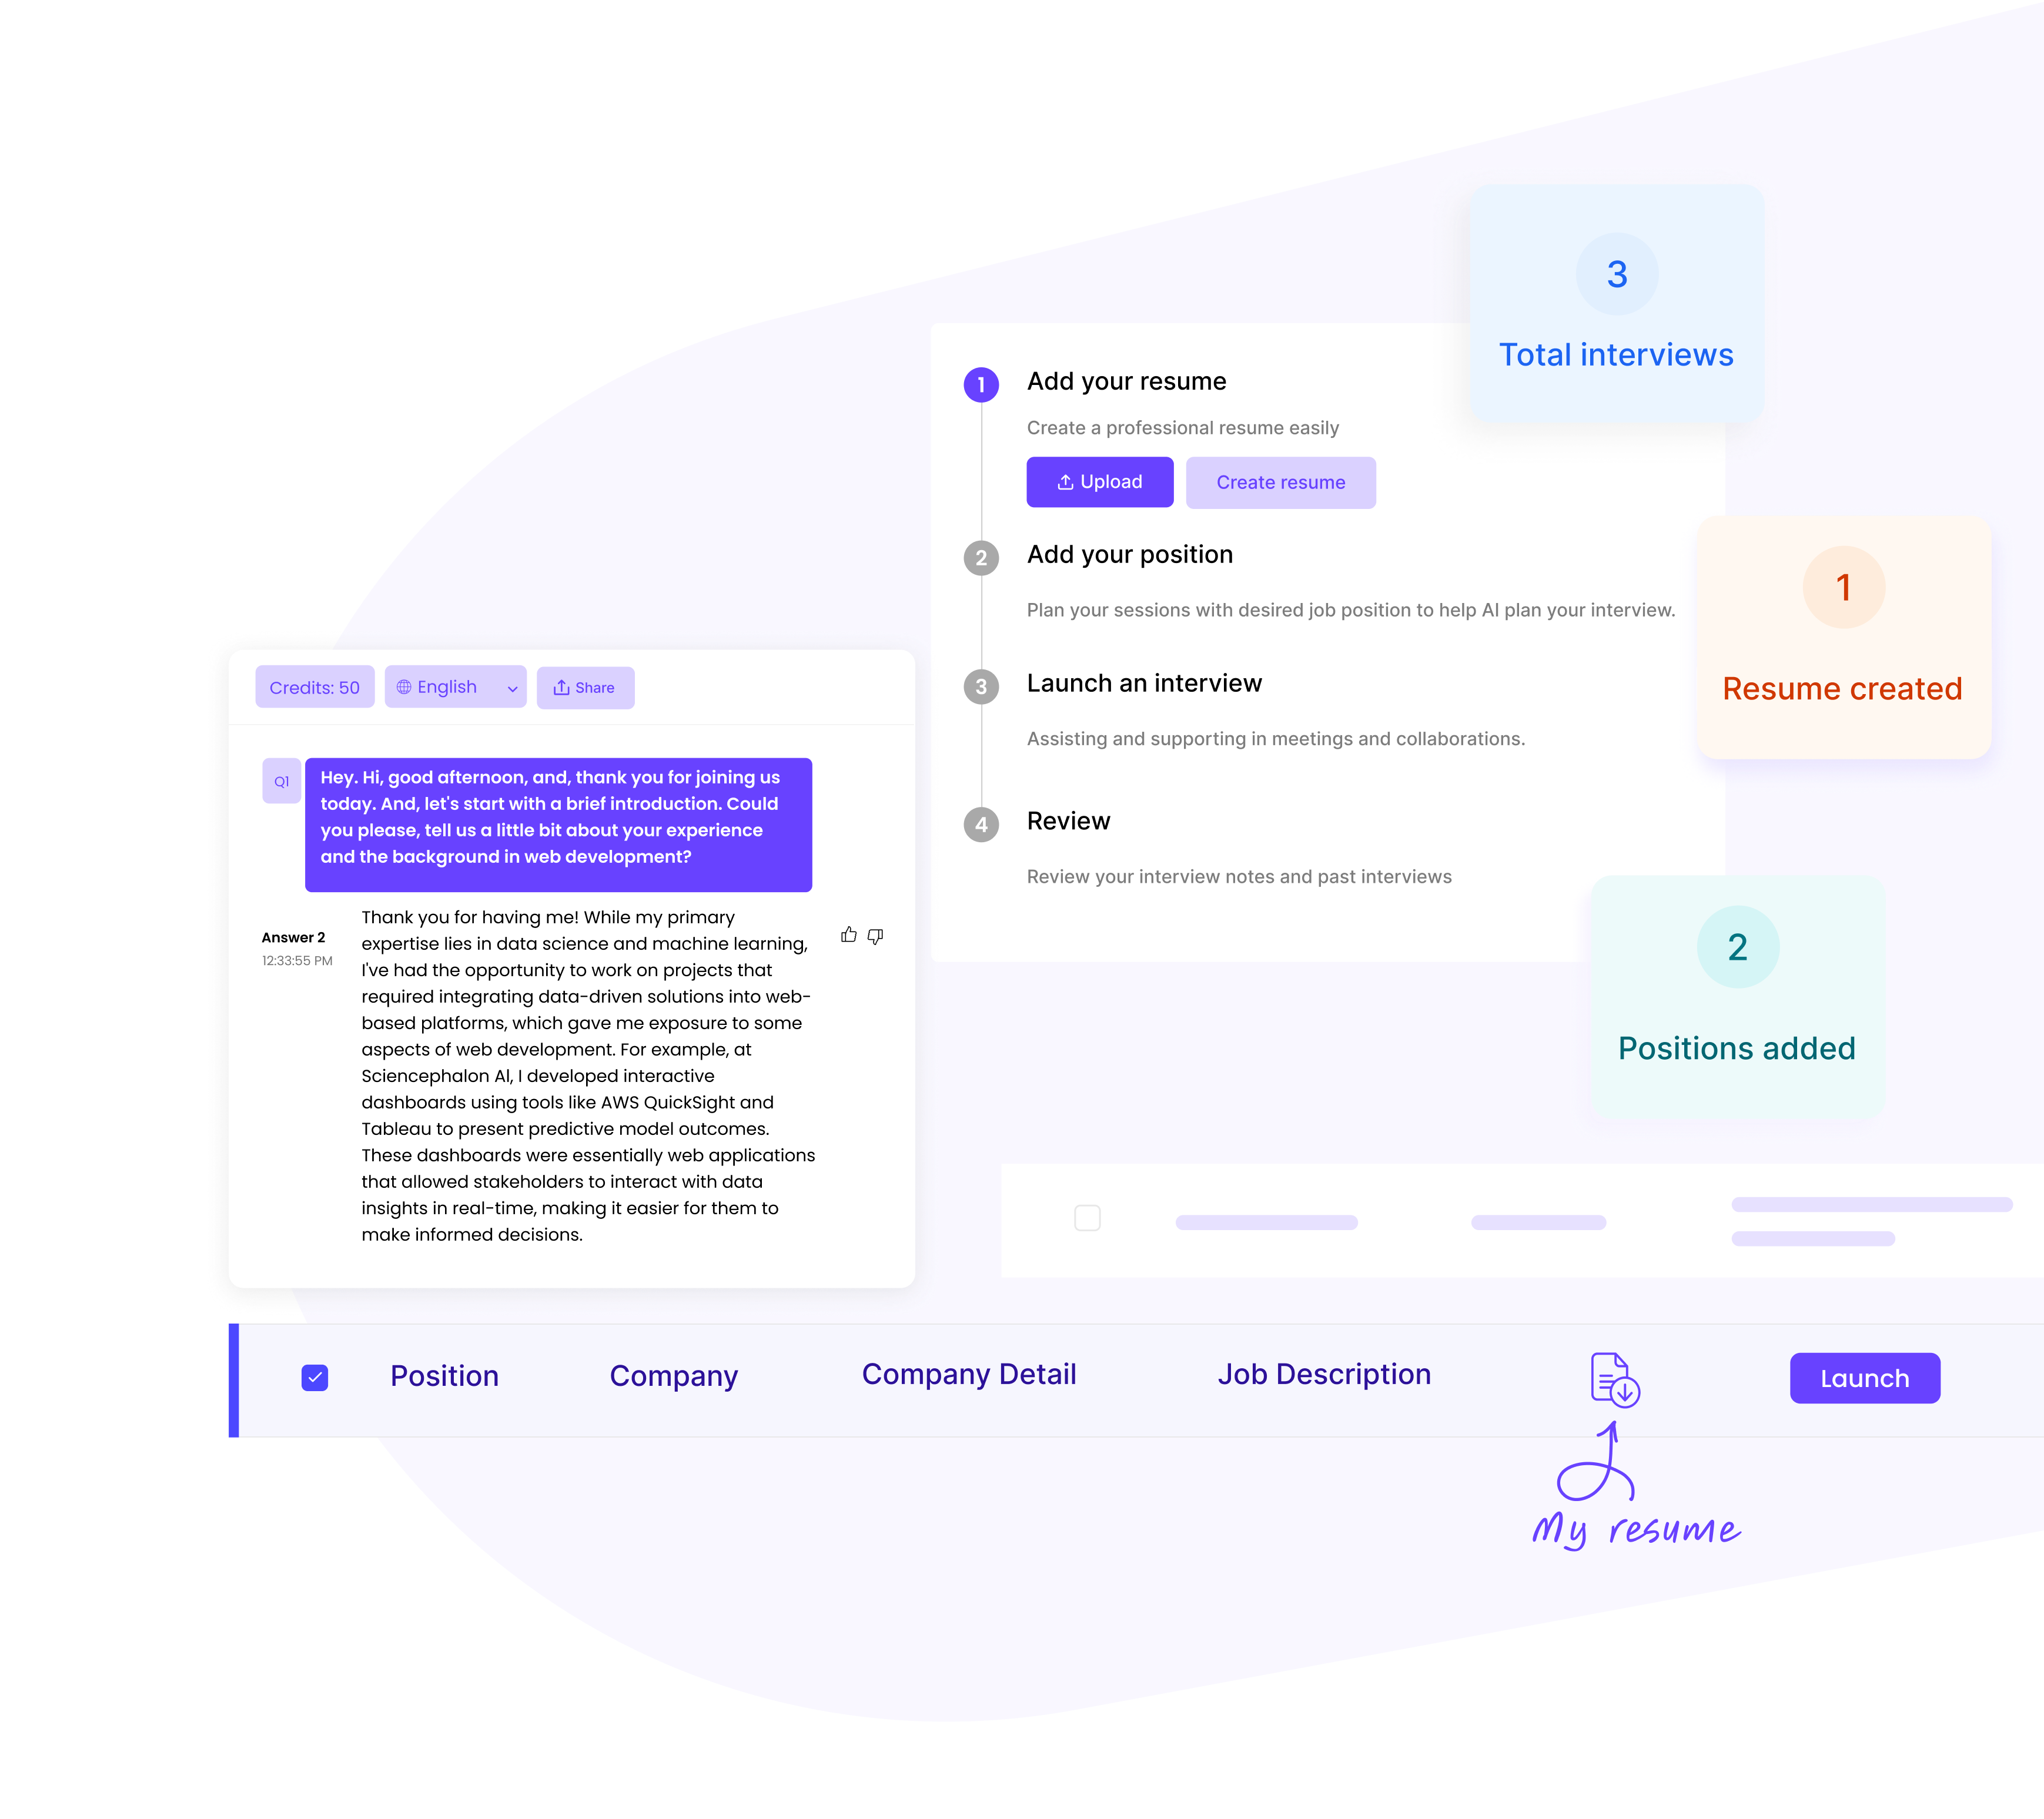 3
Total interviews
1
Add your resume
Create a professional resume easily
Upload
Create resume
2
Add your position
Plan your sessions with desired job position to help AI plan your interview.
3
Launch an interview
Assisting and supporting in meetings and collaborations.
4
Review
Review your interview notes and past interviews
1
Resume created
2
Positions added
Credits: 50
English
Share
Q1
Hey. Hi, good afternoon, and, thank you for joining us
today. And, let's start with a brief introduction. Could
you please, tell us a little bit about your experience
and the background in web development?
Answer 2
12:33:55 PM
Thank you for having me! While my primary
expertise lies in data science and machine learning,
I've had the opportunity to work on projects that
required integrating data-driven solutions into web-
based platforms, which gave me exposure to some
aspects of web development. For example, at
Sciencephalon AI, I developed interactive
dashboards using tools like AWS QuickSight and
Tableau to present predictive model outcomes.
These dashboards were essentially web applications
that allowed stakeholders to interact with data
insights in real-time, making it easier for them to
make informed decisions.
Position
Company
Company Detail
Job Description
Launch
My resume